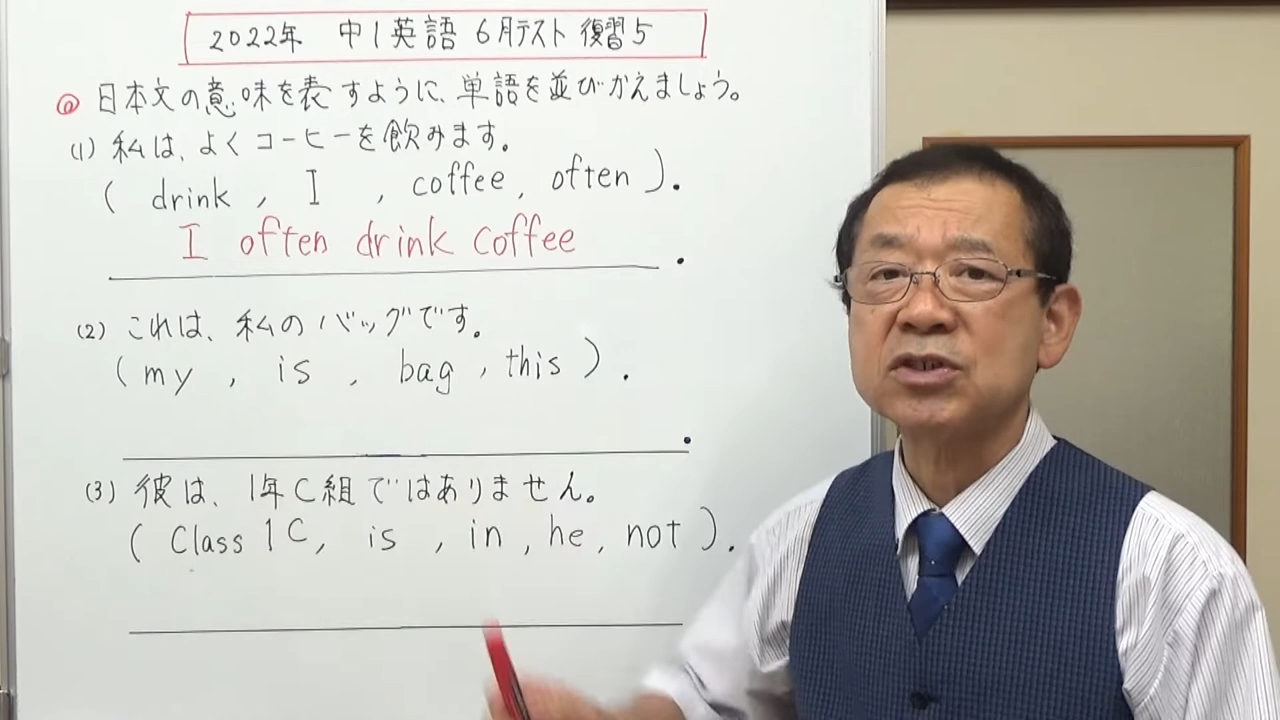 2022年 中1英語 6月テスト 復習5
◎ 日本文の意味を表すように、単語を並びかえましょう。
(1) 私は、よくコーヒーを飲みます。
( drink , I , coffee , often ).
I often drink coffee .
(2) これは、私のバッグです。
( my , is , bag , this ) .
.
(3) 彼は、1年C組ではありません。
( Class 1C, is , in , he , not ).